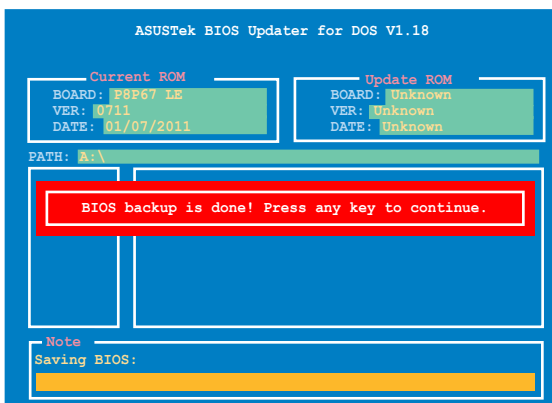 ASUSTek BIOS Updater for DOS V1.18
Current ROM
BOARD: P8P67 LE
VER: 0711
DATE: 01/07/2011
Update ROM
BOARD: Unknown
VER: Unknown
DATE: Unknown
PATH: A:\
BIOS backup is done! Press any key to continue.
Note
Saving BIOS: